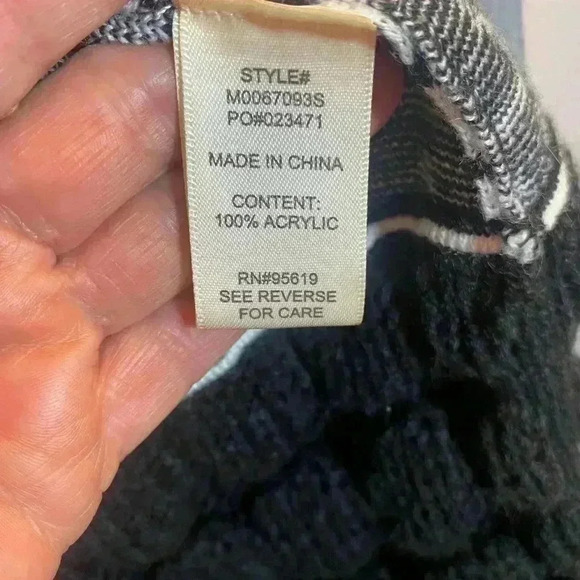 STYLE#
M0067093S
PO#023471
MADE IN CHINA
CONTENT:
100% ACRYLIC
RN#95619
SEE REVERSE
FOR CARE